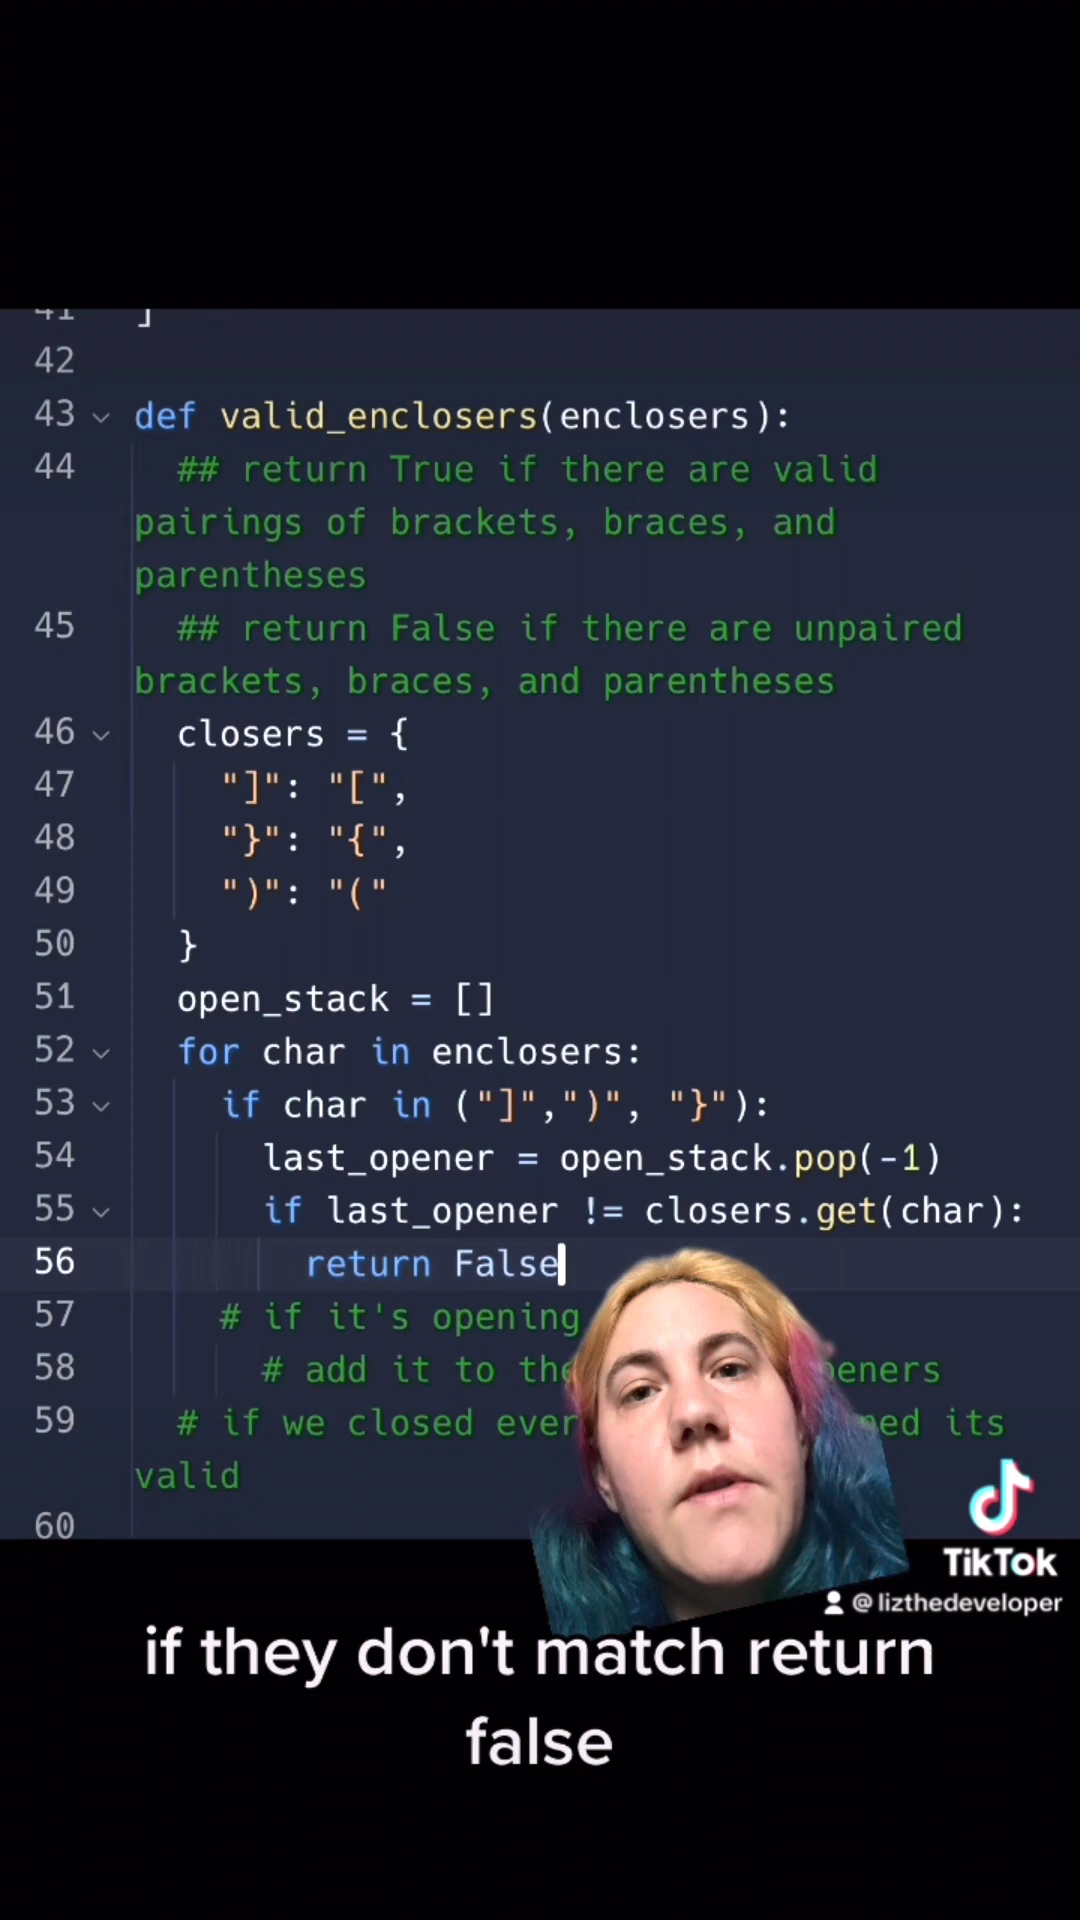 41 ]
42
43 def valid_enclosers(enclosers):
44 ## return True if there are valid
pairings of brackets, braces, and
parentheses
45 ## return False if there are unpaired
brackets, braces, and parentheses
46 closers = {
47 "]": "[",
48 "}": "{",
49 ")": "("
50 }
51 open_stack = []
52 for char in enclosers:
53 if char in ("]",")", "}"):
54 last_opener = open_stack.pop(-1)
55 if last_opener != closers.get(char):
56 return False
57 # if it's opening
58 # add it to the
59 # if we closed its
valid
60
TikTok
@lizthedeveloper
if they don't match return
false